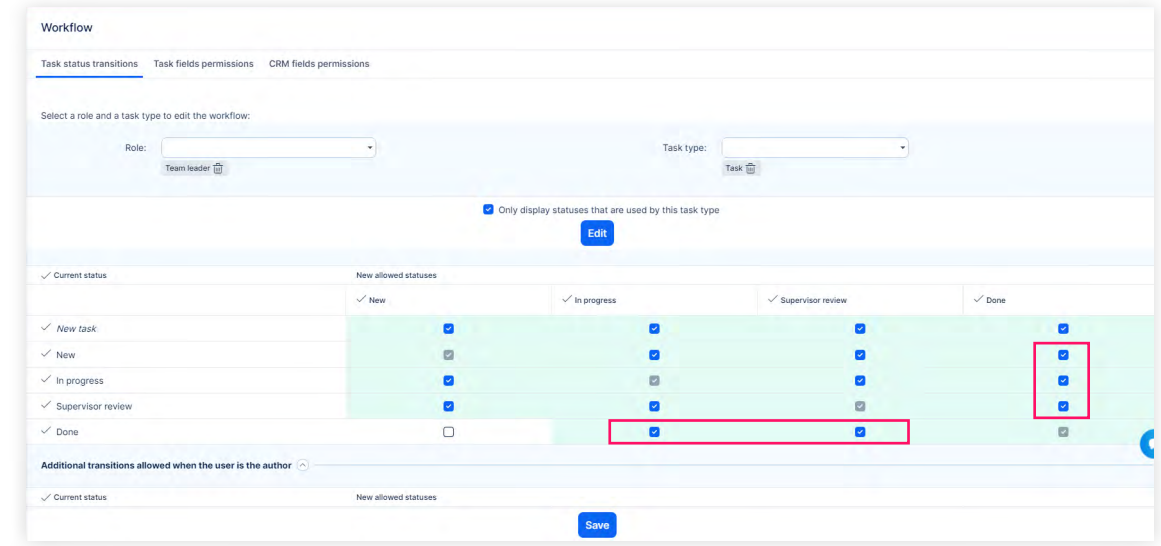 Workflow
Task status transitions Task fields permissions CRM fields permissions
Select a role and a task type to edit the workflow:
Role: Task type:
Team leader Task
Only display statuses that are used by this task type
Edit
Current status New allowed statuses
New In progress Supervisor review Done
New task
New
In progress
Supervisor review
Done
Additional transitions allowed when the user is the author
Current status New allowed statuses
Save